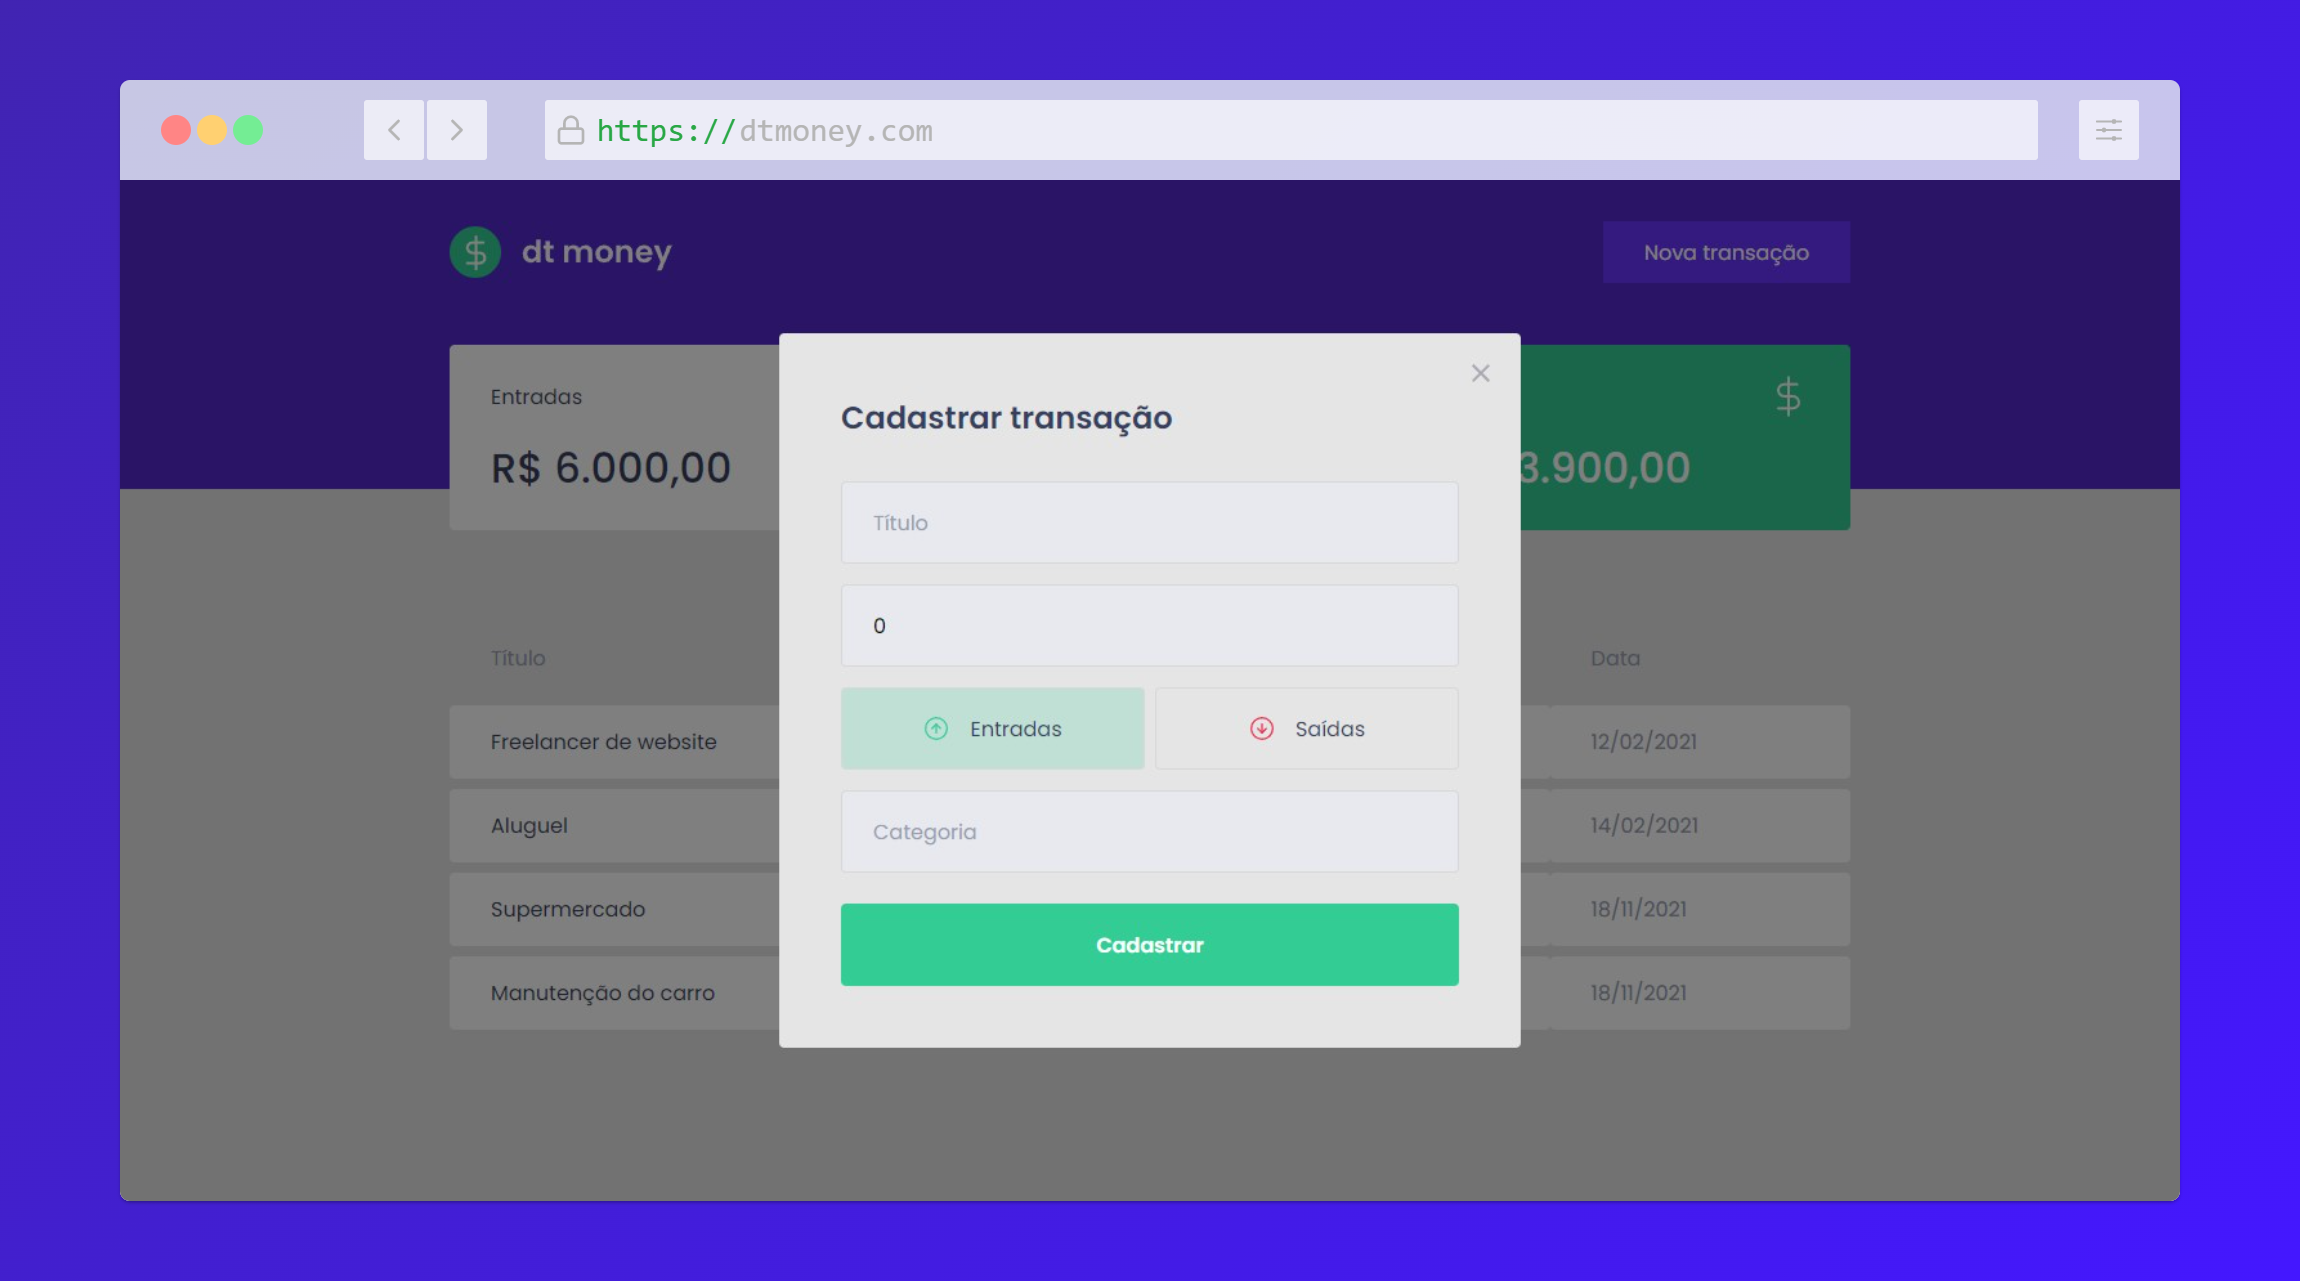 https://dtmoney.com
dt money
Nova transação
Entradas
R$ 6.000,00
3.900,00
Cadastrar transação
Título
0
Entradas
Saídas
Categoria
Cadastrar
Título
Data
Freelancer de website
12/02/2021
Aluguel
14/02/2021
Supermercado
18/11/2021
Manutenção do carro
18/11/2021